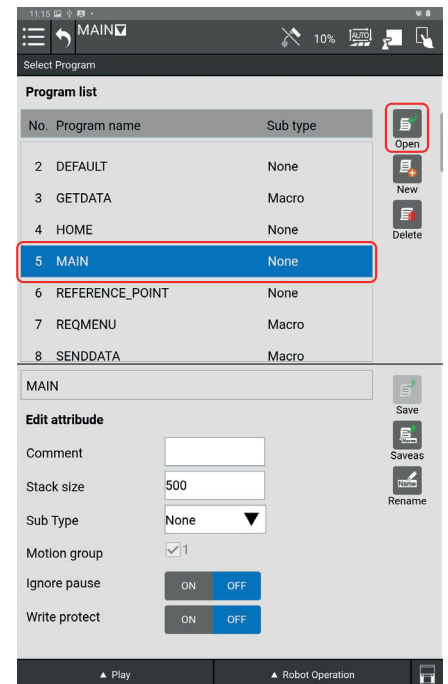 11:15
MAIN
10%
AUTO
Select Program
Program list
No. Program name Sub type
Open
2 DEFAULT None
3 GETDATA Macro
New
4 HOME None
Delete
5 MAIN None
6 REFERENCE_POINT None
7 REQMENU Macro
8 SENDDATA Macro
MAIN
Save
Edit attribude
Comment
Saveas
Stack size 500
Name
Rename
Sub Type None
Motion group 1
Ignore pause ON OFF
Write protect ON OFF
▲ Play ▲ Robot Operation